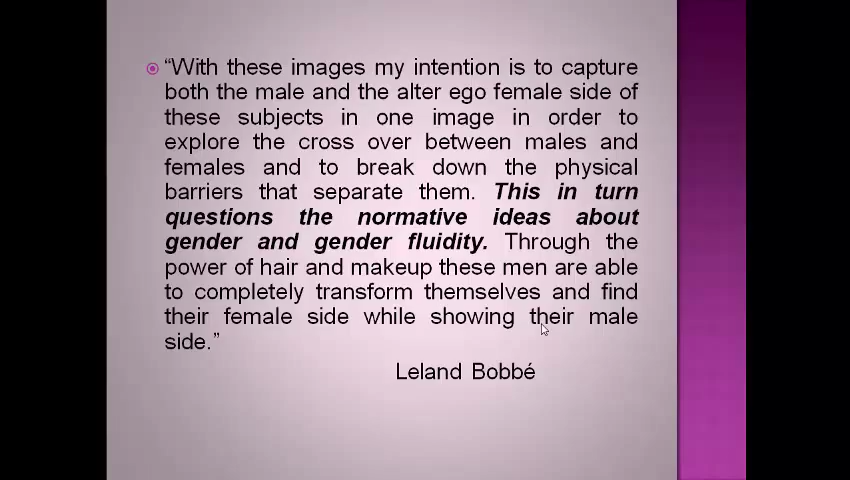 “With these images my intention is to capture
both the male and the alter ego female side of
these subjects in one image in order to
explore the cross over between males and
females and to break down the physical
barriers that separate them. This in turn
questions the normative ideas about
gender and gender fluidity. Through the
power of hair and makeup these men are able
to completely transform themselves and find
their female side while showing their male
side.”
Leland Bobbé